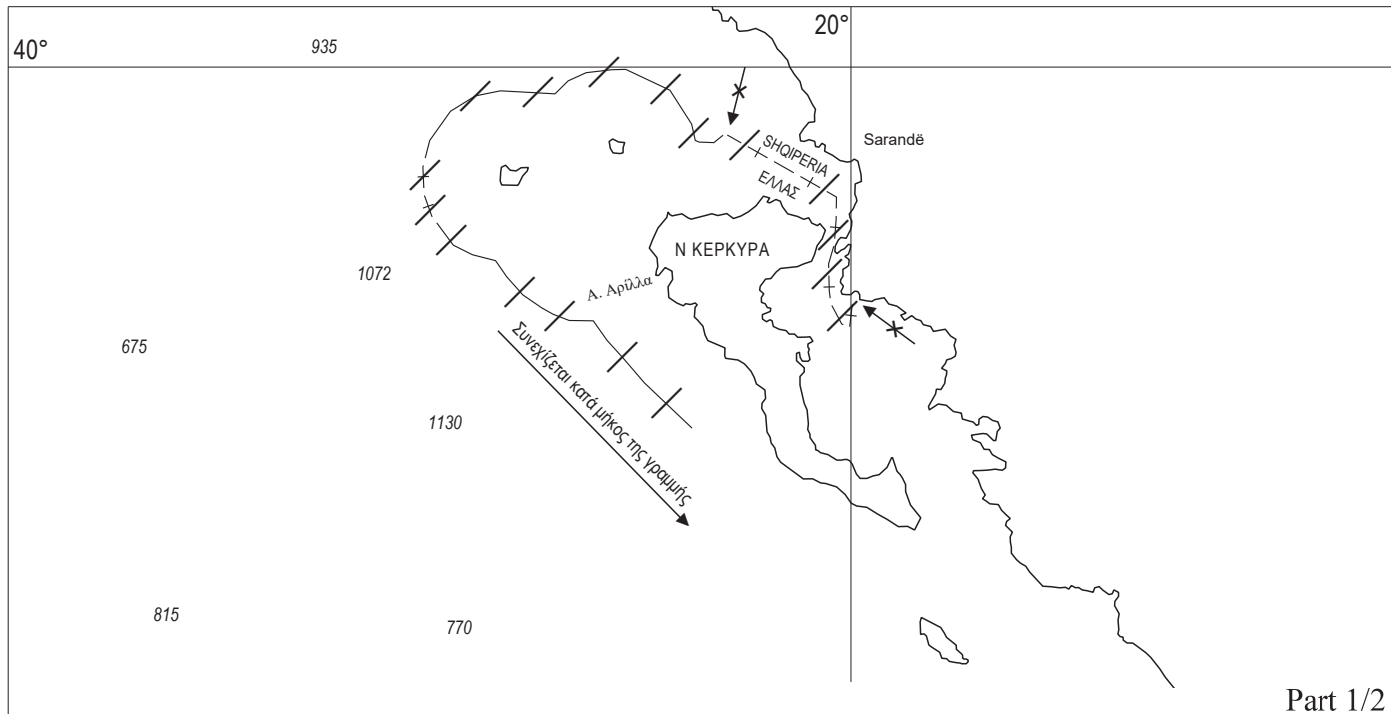 20°
40°
935
Sarandë
SHQIPERIA
ΕΛΛΑΣ
Ν ΚΕΡΚΥΡΑ
1072
Α. Αρίλλα
675
Συνεχίζεται κατά μήκος της γραμμής
1130
815
770
Part 1/2